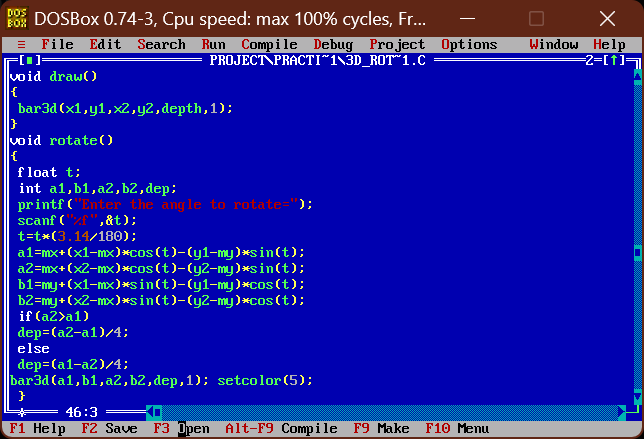 DOS
BOX
DOSBox 0.74-3, Cpu speed: max 100% cycles, Fr...
≡ File Edit Search Run Compile Debug Project Options Window Help
[■] PROJECT\PRACTI~1\3D_ROT~1.C 2=[↑]
void draw()
{
bar3d(x1,y1,x2,y2,depth,1);
}
void rotate()
{
float t;
int a1,b1,a2,b2,dep;
printf("Enter the angle to rotate=");
scanf("%f",&t);
t=t*(3.14/180);
a1=mx+(x1-mx)*cos(t)-(y1-my)*sin(t);
a2=mx+(x2-mx)*cos(t)-(y2-my)*sin(t);
b1=my+(x1-mx)*sin(t)-(y1-my)*cos(t);
b2=my+(x2-mx)*sin(t)-(y2-my)*cos(t);
if(a2>a1)
dep=(a2-a1)/4;
else
dep=(a1-a2)/4;
bar3d(a1,b1,a2,b2,dep,1); setcolor(5);
}
* 46:3
F1 Help F2 Save F3 Open Alt-F9 Compile F9 Make F10 Menu